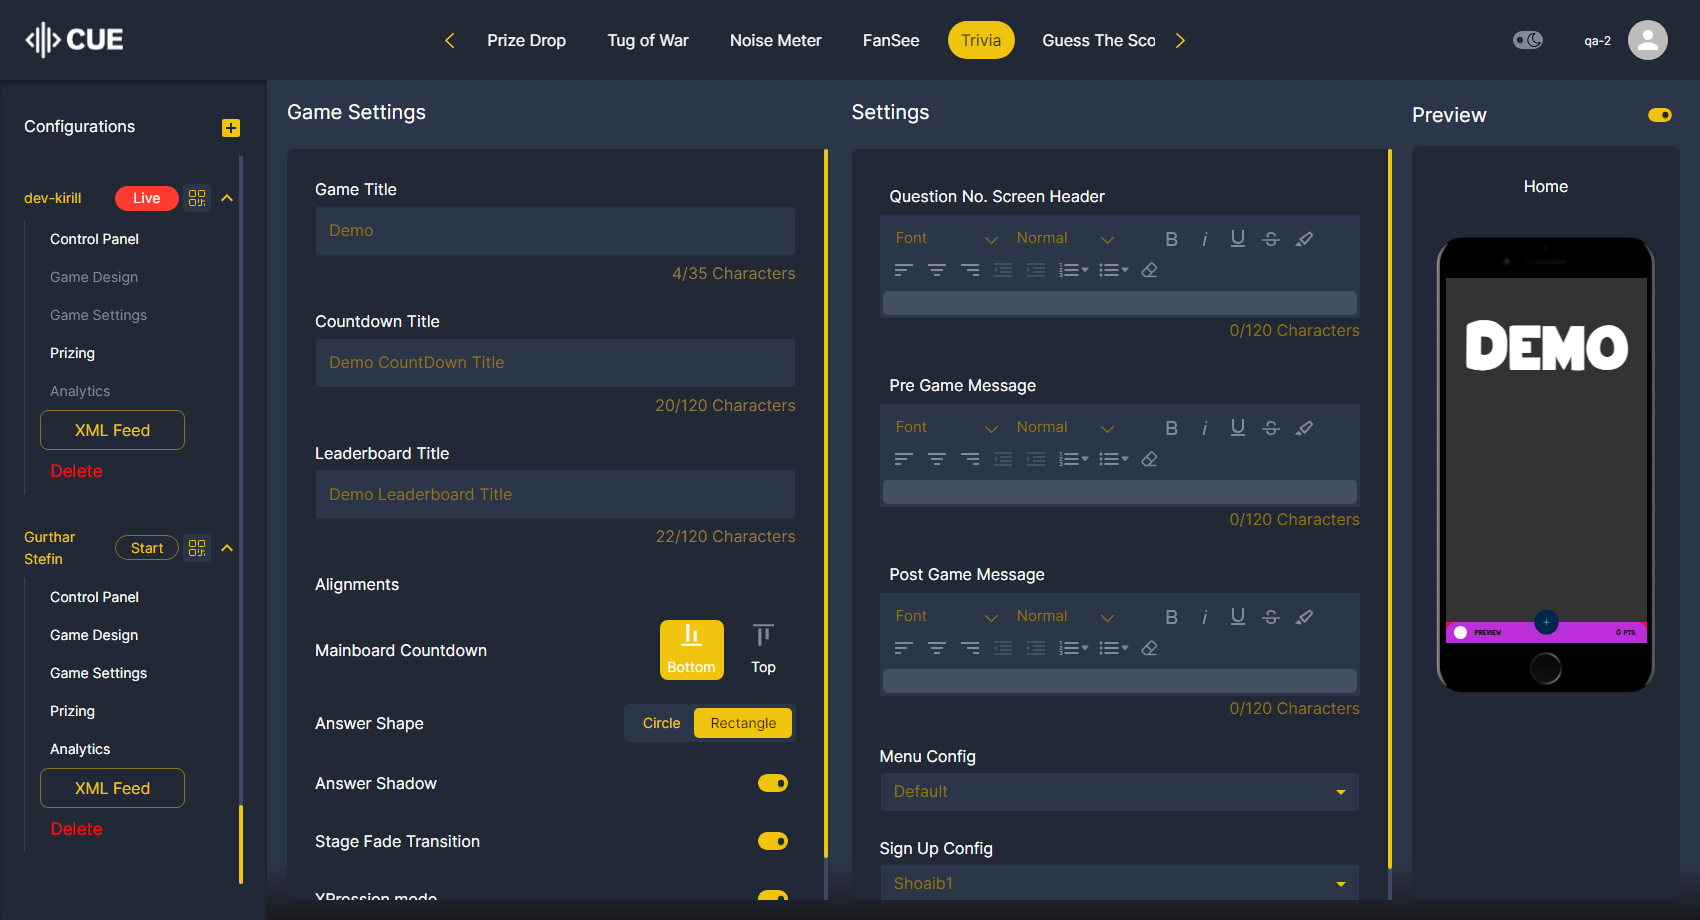 CUE
Prize Drop
Tug of War
Noise Meter
FanSee
Trivia
Guess The Sco
qa-2
Configurations
dev-kirill
Live
Control Panel
Game Design
Game Settings
Prizing
Analytics
XML Feed
Delete
Gurthar
Stefin
Start
Control Panel
Game Design
Game Settings
Prizing
Analytics
XML Feed
Delete
Game Settings
Game Title
Demo
4/35 Characters
Countdown Title
Demo CountDown Title
20/120 Characters
Leaderboard Title
Demo Leaderboard Title
22/120 Characters
Alignments
Mainboard Countdown
Bottom
Top
Answer Shape
Circle
Rectangle
Answer Shadow
Stage Fade Transition
XPression mode
Settings
Question No. Screen Header
Font
Normal
0/120 Characters
Pre Game Message
Font
Normal
0/120 Characters
Post Game Message
Font
Normal
0/120 Characters
Menu Config
Default
Sign Up Config
Shoaib1
Preview
Home
DEMO
PREVIEW
0 PTS.